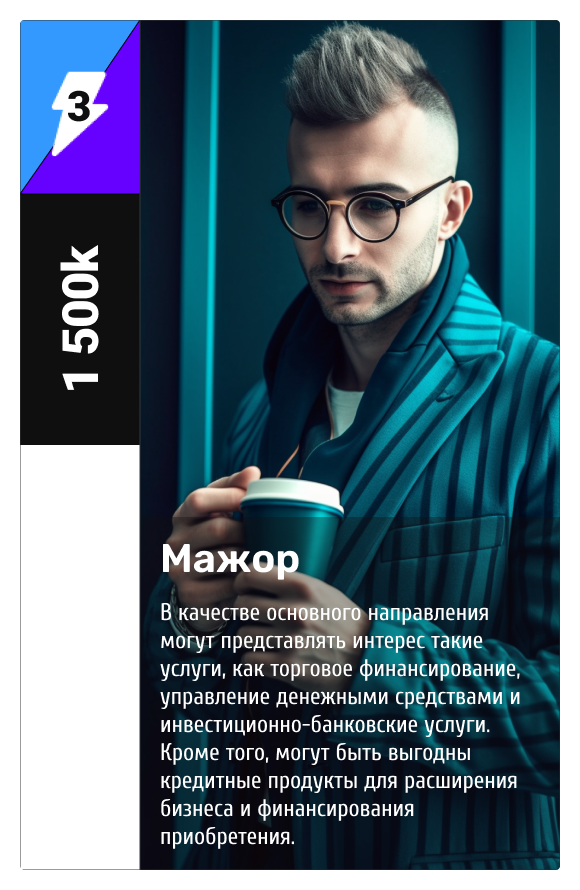 3
1 500k
Мажор
В качестве основного направления
могут представлять интерес такие
услуги, как торговое финансирование,
управление денежными средствами и
инвестиционно-банковские услуги.
Кроме того, могут быть выгодны
кредитные продукты для расширения
бизнеса и финансирования
приобретения.